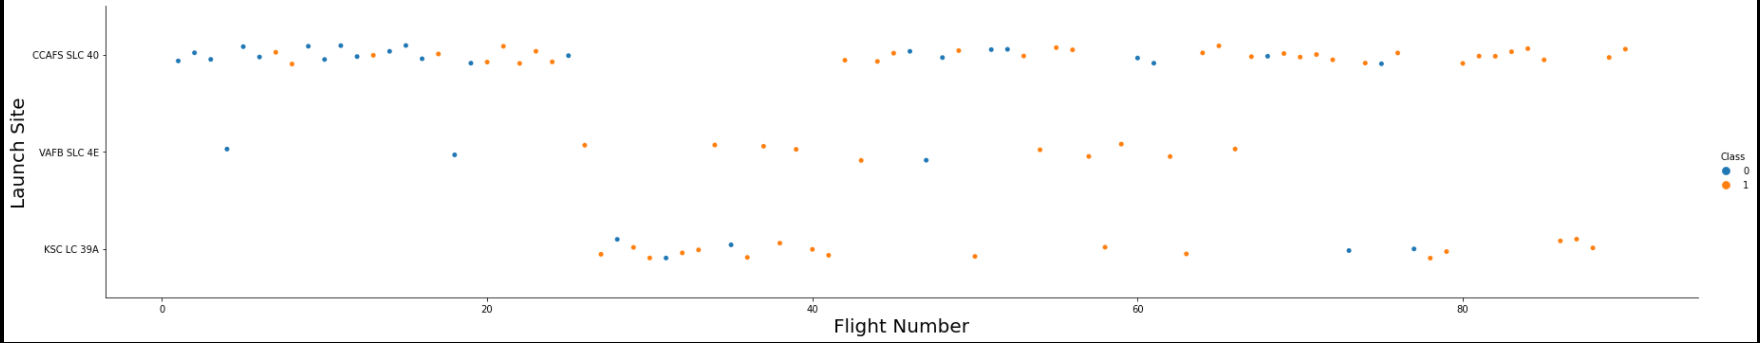 Launch Site
CCAFS SLC 40
VAFB SLC 4E
KSC LC 39A
0 20 40 60 80
Flight Number
Class
0
1